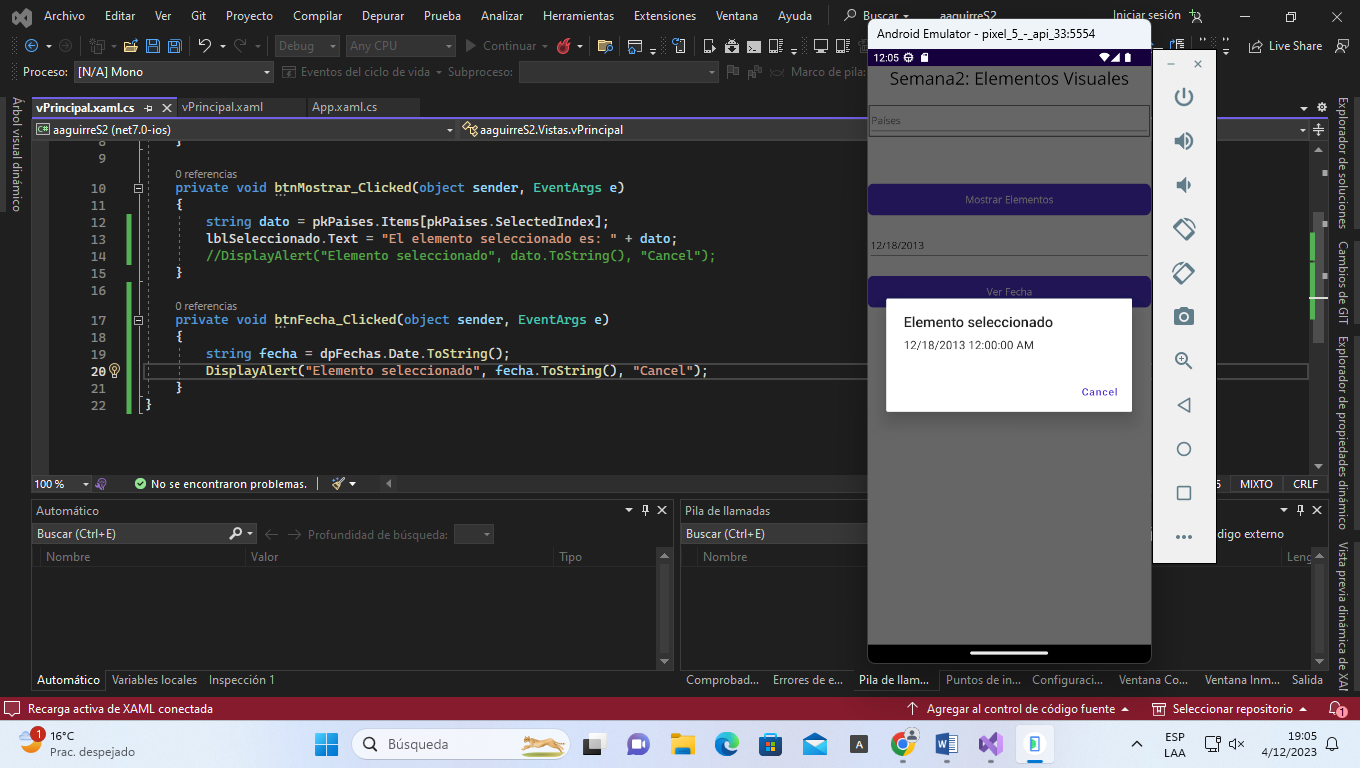 Archivo Editar Ver Git Proyecto Compilar Depurar Prueba Analizar Herramientas Extensiones Ventana Ayuda Buscar aaguirreS2 Iniciar sesión
Debug Any CPU Continuar Live Share
Proceso: [N/A] Mono Eventos del ciclo de vida Subproceso: Marco de pila:
vPrincipal.xaml.cs vPrincipal.xaml App.xaml.cs
aaguirreS2 (net7.0-ios) aaguirreS2.Vistas.vPrincipal
8 }
9
0 referencias
10 private void btnMostrar_Clicked(object sender, EventArgs e)
11 {
12 string dato = pkPaises.Items[pkPaises.SelectedIndex];
13 lblSeleccionado.Text = "El elemento seleccionado es: " + dato;
14 //DisplayAlert("Elemento seleccionado", dato.ToString(), "Cancel");
15 }
16
0 referencias
17 private void btnFecha_Clicked(object sender, EventArgs e)
18 {
19 string fecha = dpFechas.Date.ToString();
20 DisplayAlert("Elemento seleccionado", fecha.ToString(), "Cancel");
21 }
22 }
100 % No se encontraron problemas. MIXTO CRLF
Automático
Buscar (Ctrl+E) Profundidad de búsqueda:
Nombre Valor Tipo
Automático Variables locales Inspección 1
Pila de llamadas
Buscar (Ctrl+E) digo externo
Nombre Leng
Comprobad... Errores de e... Pila de llam... Puntos de in... Configuraci... Ventana Co... Ventana Inm... Salida
Android Emulator - pixel_5_-_api_33:5554
12:05
Semana2: Elementos Visuales
Países
Mostrar Elementos
12/18/2013
Ver Fecha
Elemento seleccionado
12/18/2013 12:00:00 AM
Cancel
Árbol visual dinámico
Explorador de soluciones
Cambios de GIT
Explorador de propiedades dinámico
Vista previa dinámica de XAI
Recarga activa de XAML conectada Agregar al control de código fuente Seleccionar repositorio 1
1 16°C
Prac. despejado
Búsqueda
A
ESP
LAA
19:05
4/12/2023